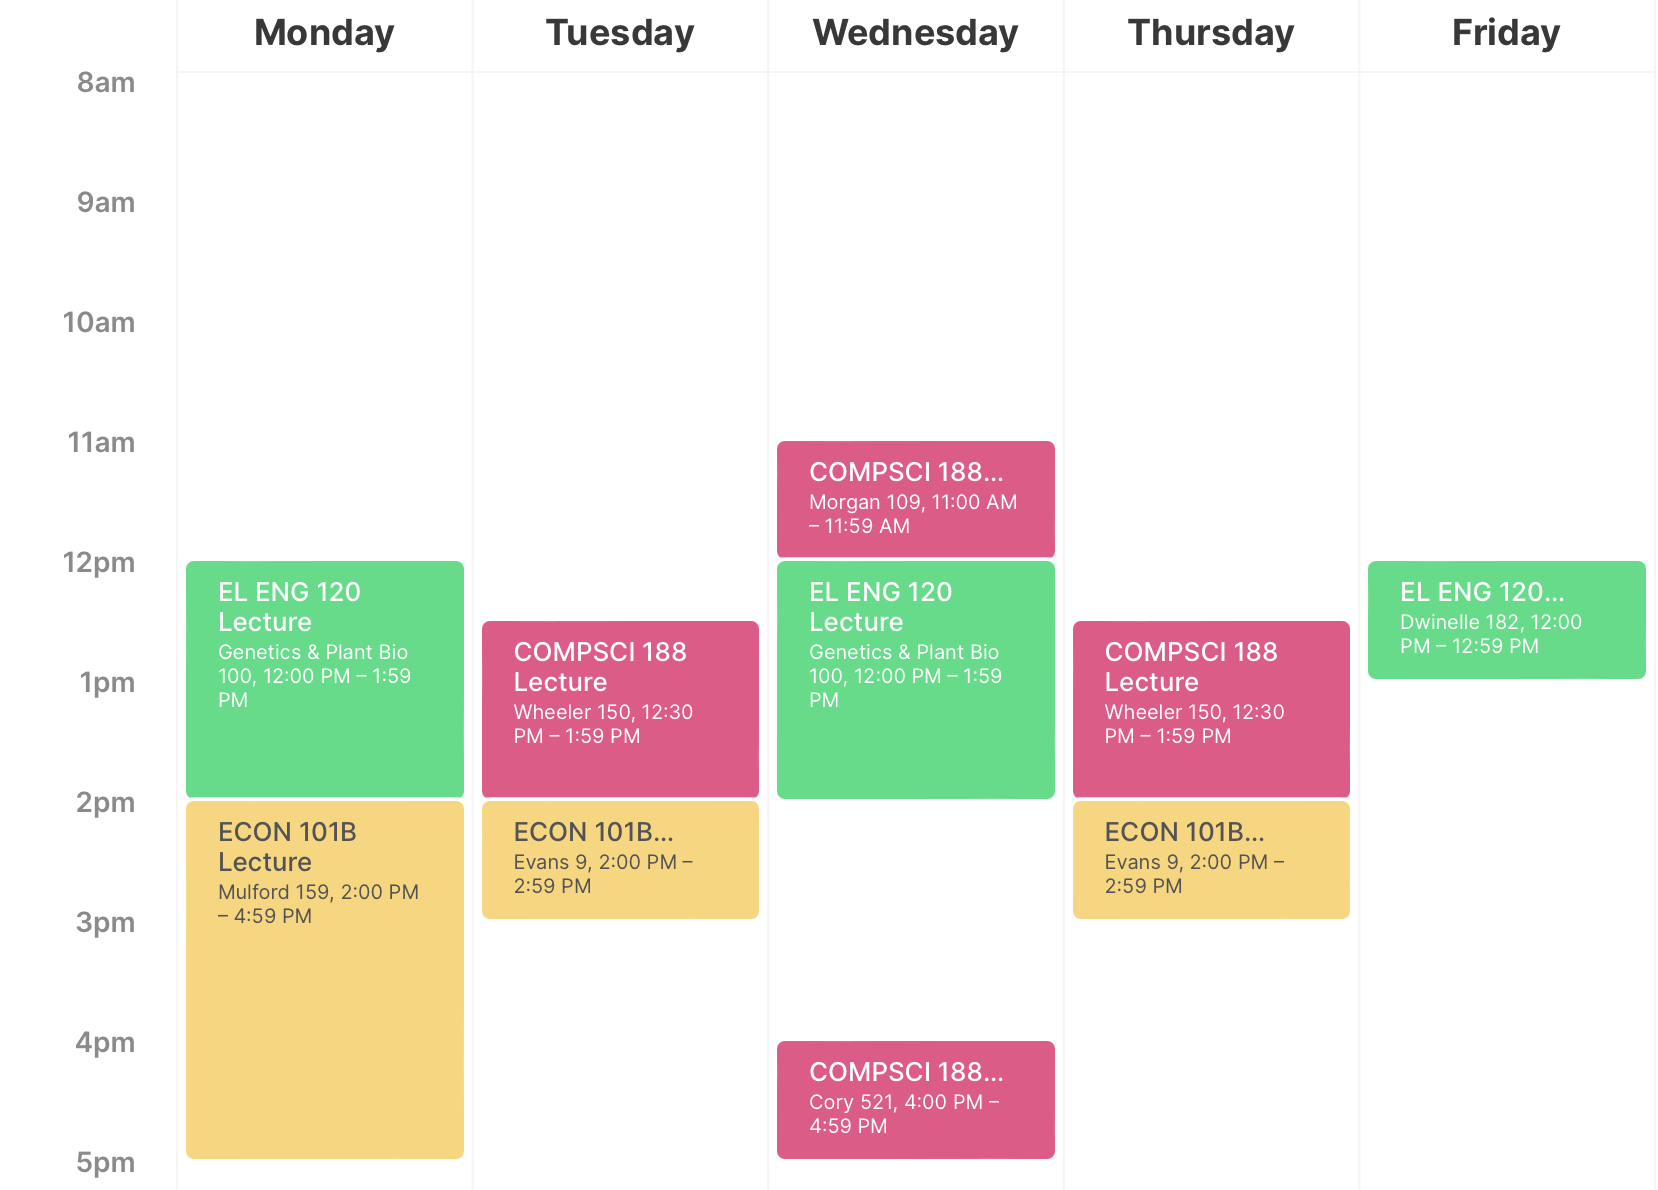 Monday
Tuesday
Wednesday
Thursday
Friday
8am
9am
10am
11am
12pm
1pm
2pm
3pm
4pm
5pm
EL ENG 120
Lecture
Genetics & Plant Bio
100, 12:00 PM – 1:59
PM
ECON 101B
Lecture
Mulford 159, 2:00 PM
– 4:59 PM
COMPSCI 188
Lecture
Wheeler 150, 12:30
PM – 1:59 PM
ECON 101B...
Evans 9, 2:00 PM –
2:59 PM
COMPSCI 188...
Morgan 109, 11:00 AM
– 11:59 AM
EL ENG 120
Lecture
Genetics & Plant Bio
100, 12:00 PM – 1:59
PM
COMPSCI 188...
Cory 521, 4:00 PM –
4:59 PM
COMPSCI 188
Lecture
Wheeler 150, 12:30
PM – 1:59 PM
ECON 101B...
Evans 9, 2:00 PM –
2:59 PM
EL ENG 120...
Dwinelle 182, 12:00
PM – 12:59 PM